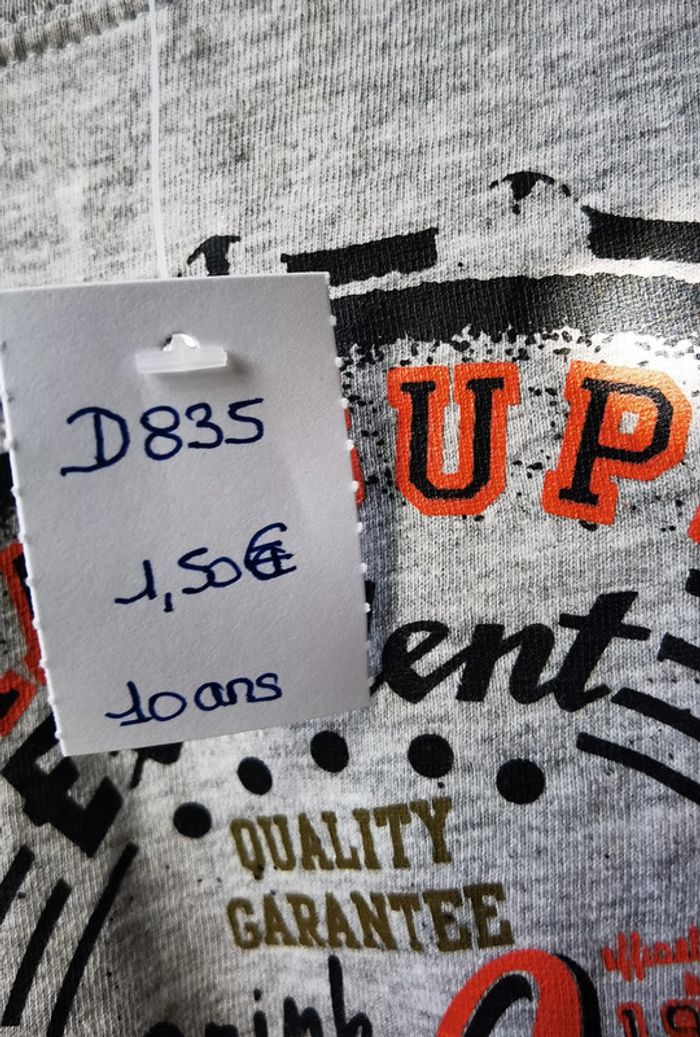 D835
1,50€
10 ans
UP
ent
QUALITY
GARANTEE